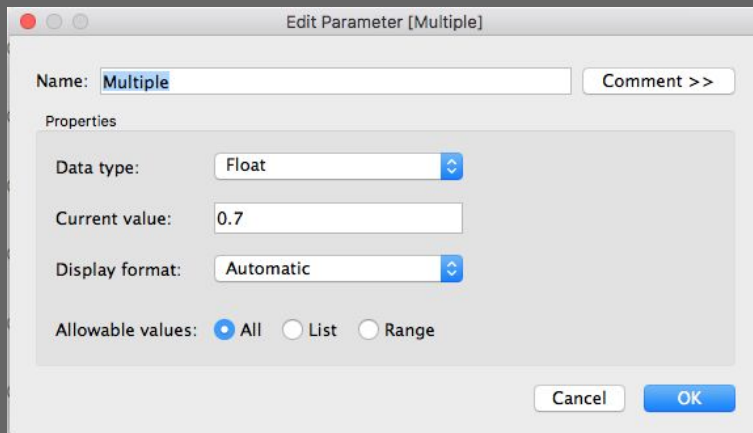 Edit Parameter [Multiple]
Name: Multiple Comment >>
Properties
Data type: Float
Current value: 0.7
Display format: Automatic
Allowable values: All List Range
Cancel OK